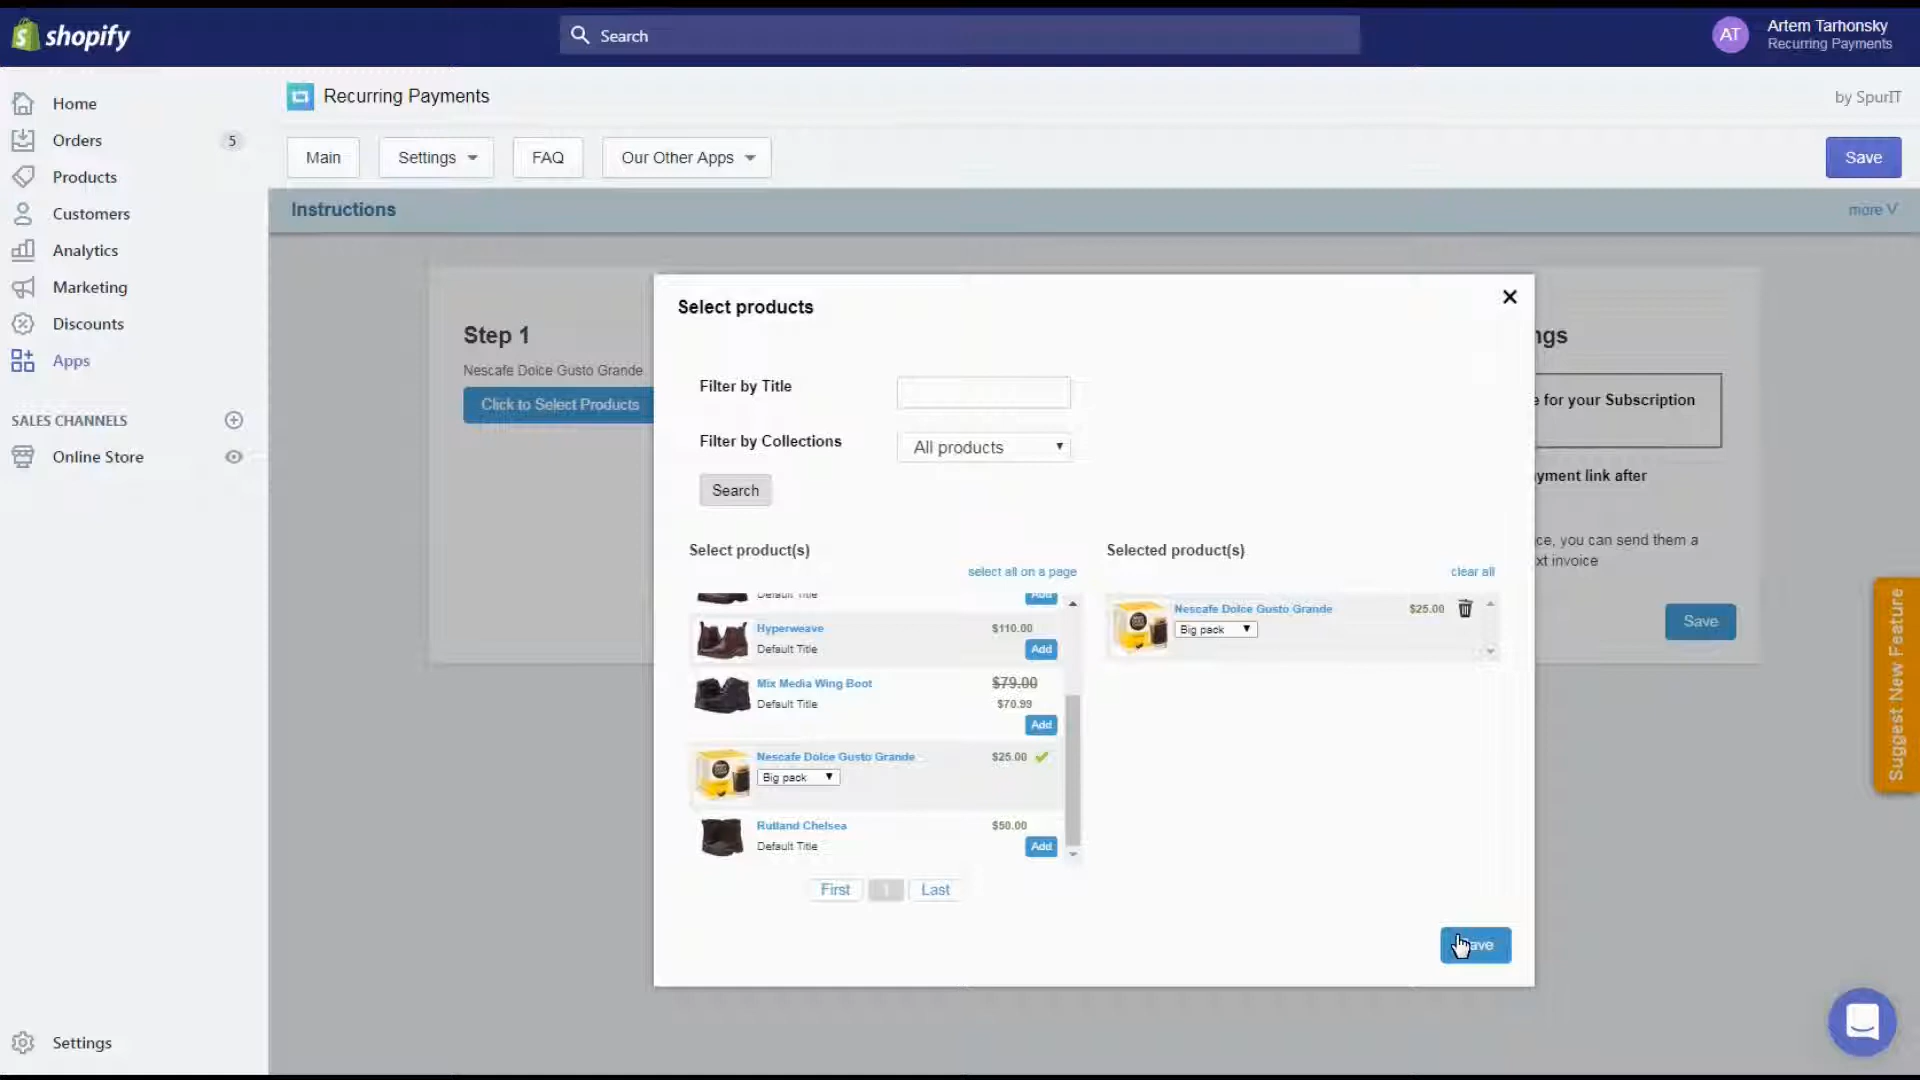 shopify
Search
AT
Artem Tarhonsky
Recurring Payments
Home
Orders
5
Products
Customers
Analytics
Marketing
Discounts
Apps
SALES CHANNELS
Online Store
Settings
Recurring Payments
by SpurIT
Main
Settings
FAQ
Our Other Apps
Save
Instructions
more V
Step 1
Nescafe Dolce Gusto Grande
Click to Select Products
Select products
Filter by Title
Filter by Collections
All products
Search
Select product(s)
select all on a page
Default Title
Add
Hyperweave
$110.00
Default Title
Add
Mix Media Wing Boot
$79.00
Default Title
$70.99
Add
Nescafe Dolce Gusto Grande
$25.00
Big pack
Rutland Chelsea
$50.00
Default Title
Add
First
1
Last
Selected product(s)
clear all
Nescafe Dolce Gusto Grande
$25.00
Big pack
for your Subscription
link after
you can send them a
invoice
Save
Suggest New Feature